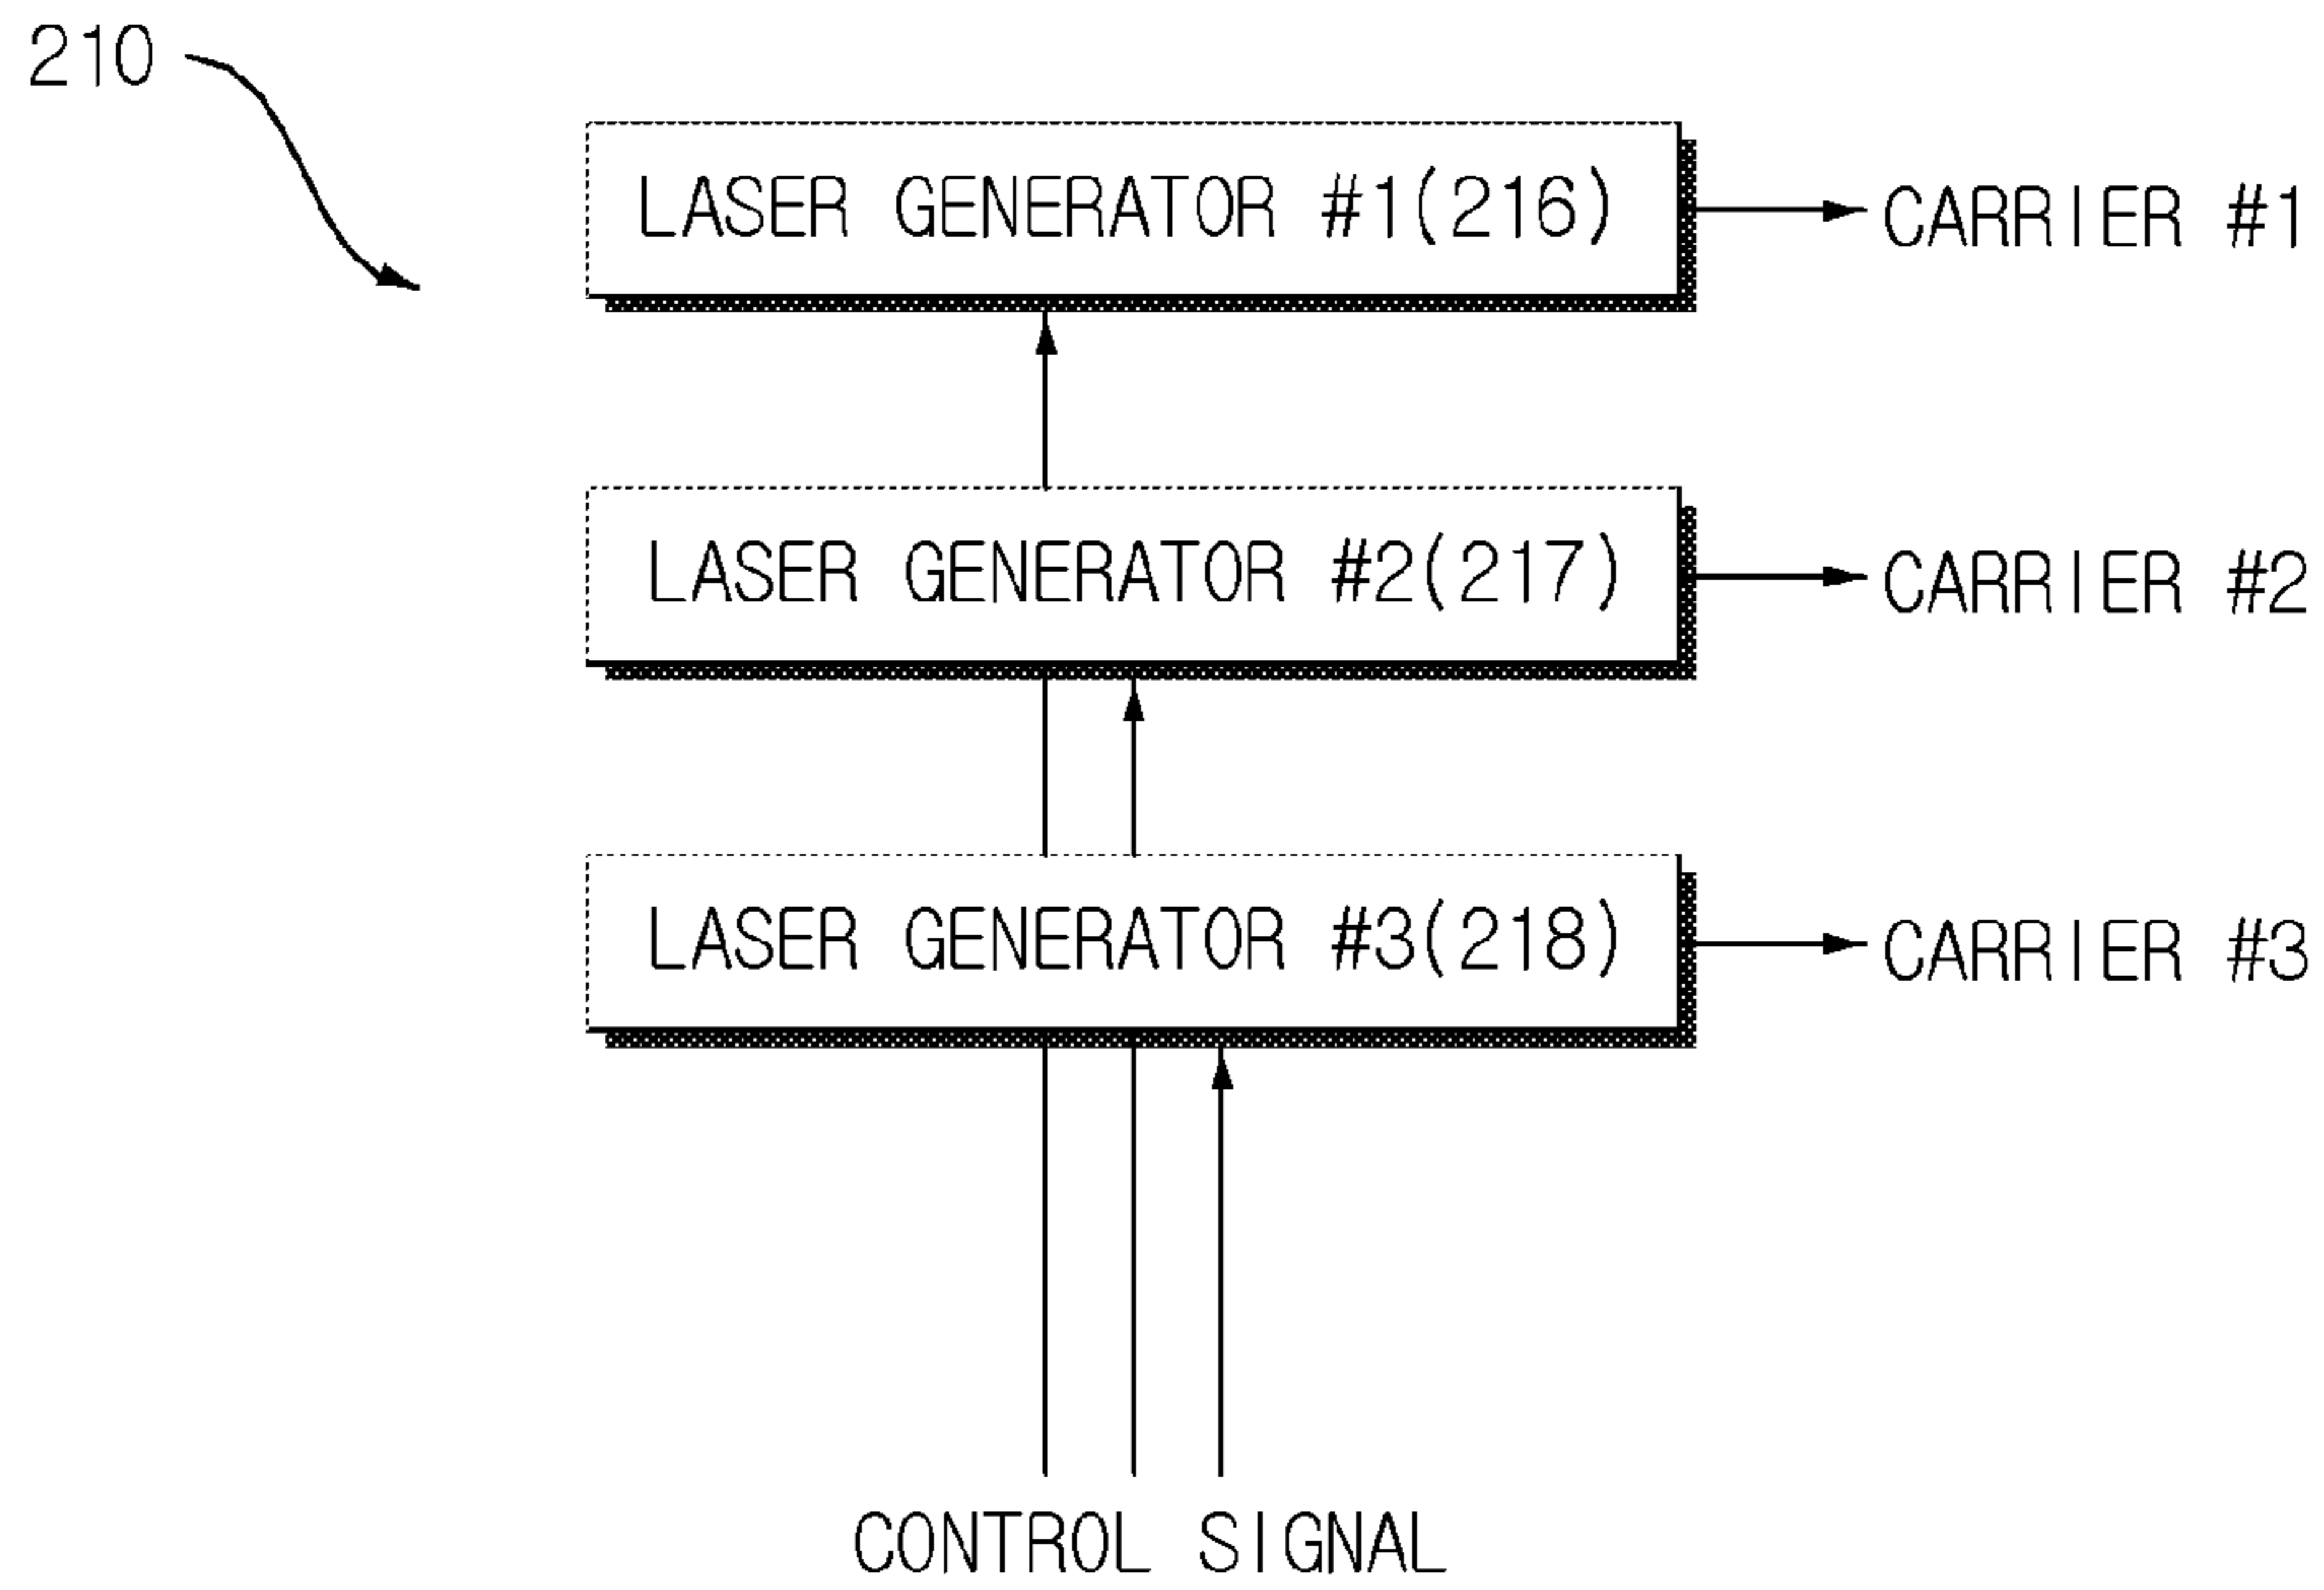 210
LASER GENERATOR #1(216)
CARRIER #1
LASER GENERATOR #2(217)
CARRIER #2
LASER GENERATOR #3(218)
CARRIER #3
CONTROL SIGNAL